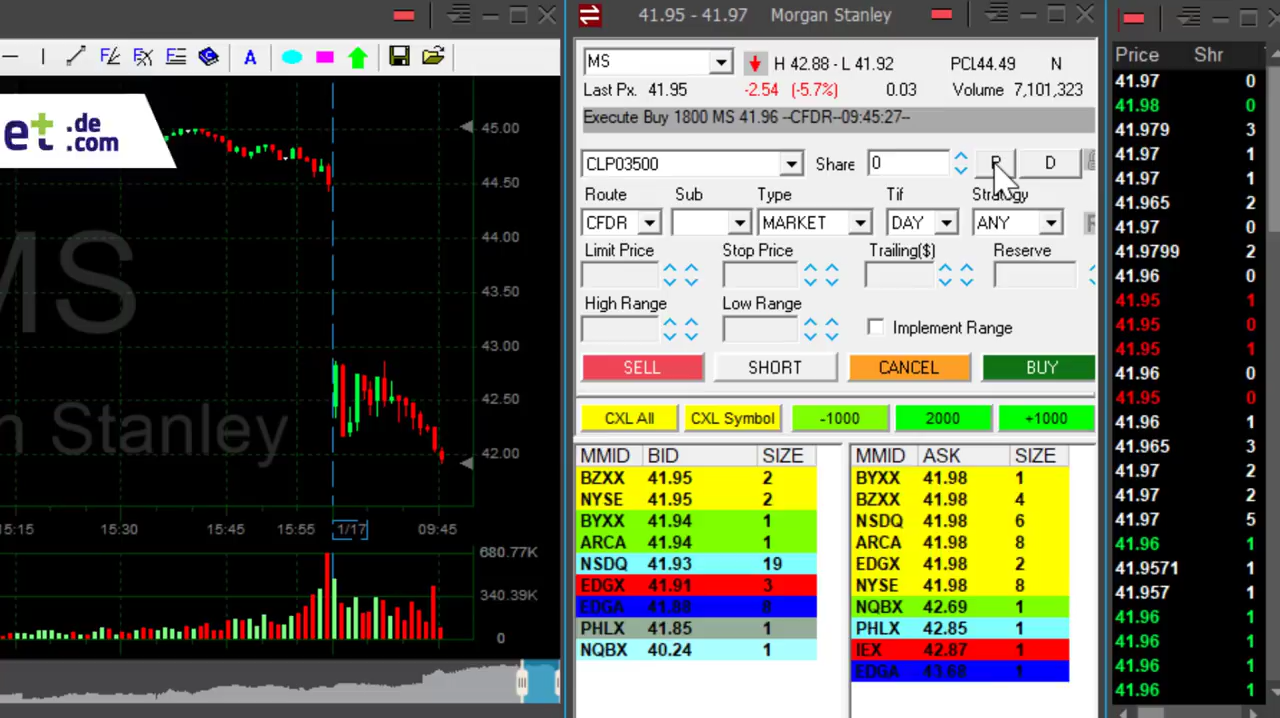 41.95 - 41.97 Morgan Stanley
MS
H 42.88 - L 41.92 PCL44.49 N
Last Px. 41.95 -2.54 (-5.7%) 0.03 Volume 7,101,323
Execute Buy 1800 MS 41.96 --CFDR--09:45:27--
CLP03500 Share 0 P D
Route Sub Type Tif Strategy
CFDR MARKET DAY ANY
Limit Price Stop Price Trailing($) Reserve
High Range Low Range
Implement Range
SELL SHORT CANCEL BUY
CXL All CXL Symbol -1000 2000 +1000
MMID BID SIZE MMID ASK SIZE
BZXX 41.95 2 BYXX 41.98 1
NYSE 41.95 2 BZXX 41.98 4
BYXX 41.94 1 NSDQ 41.98 6
ARCA 41.94 1 ARCA 41.98 8
NSDQ 41.93 19 EDGX 41.98 2
EDGX 41.91 3 NYSE 41.98 8
EDGA 41.88 8 NQBX 42.69 1
PHLX 41.85 1 PHLX 42.85 1
NQBX 40.24 1 IEX 42.87 1
EDGA 43.68 1
A
et .de
.com
45.00
44.50
44.00
43.50
43.00
42.50
42.00
MS
n Stanley
15:15 15:30 15:45 15:55 1/17 09:45
680.77K
340.39K
0
Price Shr
41.97 0
41.98 0
41.979 3
41.97 1
41.97 1
41.965 2
41.97 0
41.9799 2
41.96 0
41.95 1
41.95 0
41.95 1
41.96 0
41.95 0
41.96 1
41.965 3
41.97 2
41.97 2
41.97 5
41.96 1
41.9571 1
41.957 1
41.96 1
41.96 1
41.96 1
41.96 1